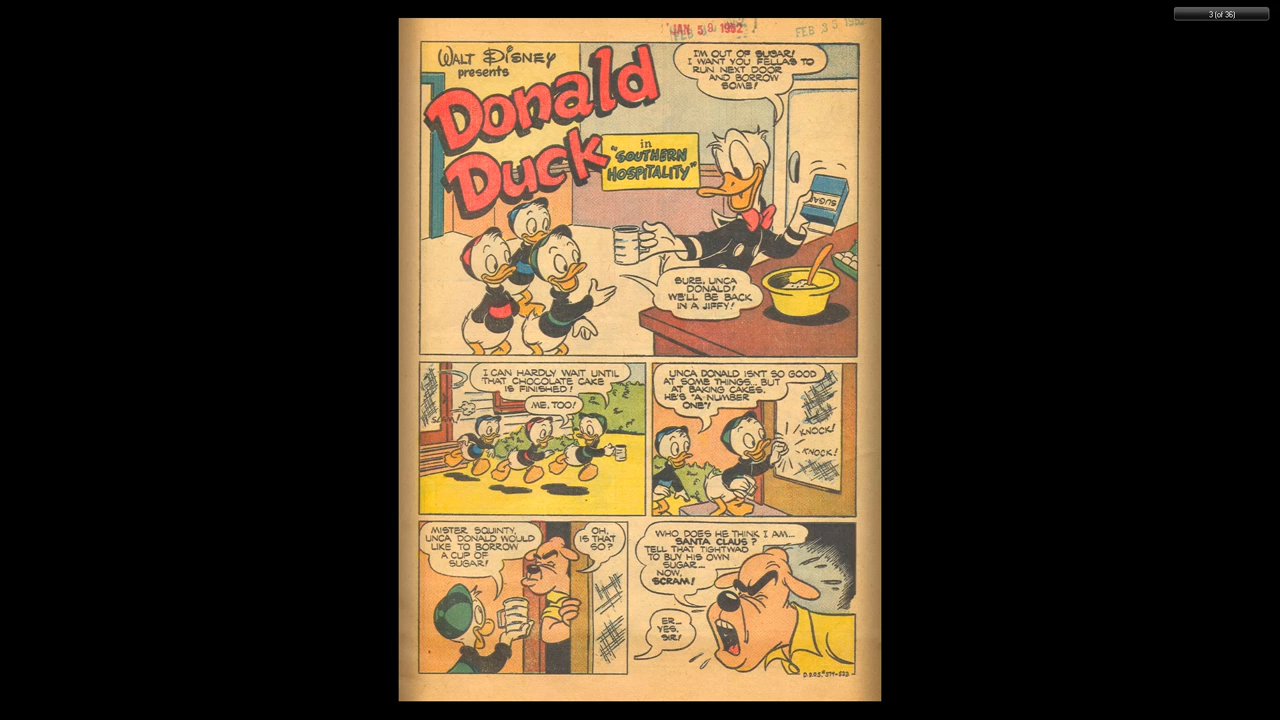 3 (of 36)
JAN 5 8 1952
FEB 3 5 1952
WALT DISNEY
presents
Donald
Duck
in
"SOUTHERN
HOSPITALITY"
I'M OUT OF SUGAR!
I WANT YOU FELLAS TO
RUN NEXT DOOR
AND BORROW
SOME!
SUGAR
SURE, UNCA
DONALD!
WE'LL BE BACK
IN A JIFFY!
I CAN HARDLY WAIT UNTIL
THAT CHOCOLATE CAKE
IS FINISHED!
ME, TOO!
SLAM!
UNCA DONALD ISN'T SO GOOD
AT SOME THINGS... BUT
AT BAKING CAKES,
HE'S "A NUMBER
ONE"!
KNOCK!
KNOCK!
MISTER SQUINTY,
UNCA DONALD WOULD
LIKE TO BORROW
A CUP OF
SUGAR!
OH,
IS THAT
SO?
WHO DOES HE THINK I AM...
SANTA CLAUS?
TELL THAT TIGHTWAD
TO BUY HIS OWN
SUGAR...
NOW,
SCRAM!
ER...
YES,
SIR!